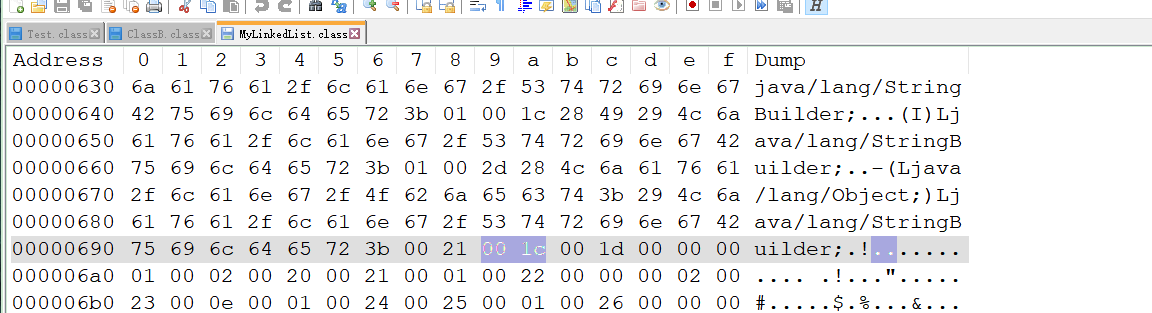 Test.class ClassB.class MyLinkedList.class
Address 0 1 2 3 4 5 6 7 8 9 a b c d e f Dump
00000630 6a 61 76 61 2f 6c 61 6e 67 2f 53 74 72 69 6e 67 java/lang/String
00000640 42 75 69 6c 64 65 72 3b 01 00 1c 28 49 29 4c 6a Builder;...(I)Lj
00000650 61 76 61 2f 6c 61 6e 67 2f 53 74 72 69 6e 67 42 ava/lang/StringB
00000660 75 69 6c 64 65 72 3b 01 00 2d 28 4c 6a 61 76 61 uilder;..-(Ljava
00000670 2f 6c 61 6e 67 2f 4f 62 6a 65 63 74 3b 29 4c 6a /lang/Object;)Lj
00000680 61 76 61 2f 6c 61 6e 67 2f 53 74 72 69 6e 67 42 ava/lang/StringB
00000690 75 69 6c 64 65 72 3b 00 21 00 1c 00 1d 00 00 00 uilder;.!.......
000006a0 01 00 02 00 20 00 21 00 01 00 22 00 00 00 02 00 .... .!...".....
000006b0 23 00 0e 00 01 00 24 00 25 00 01 00 26 00 00 00 #.....$.%...&...